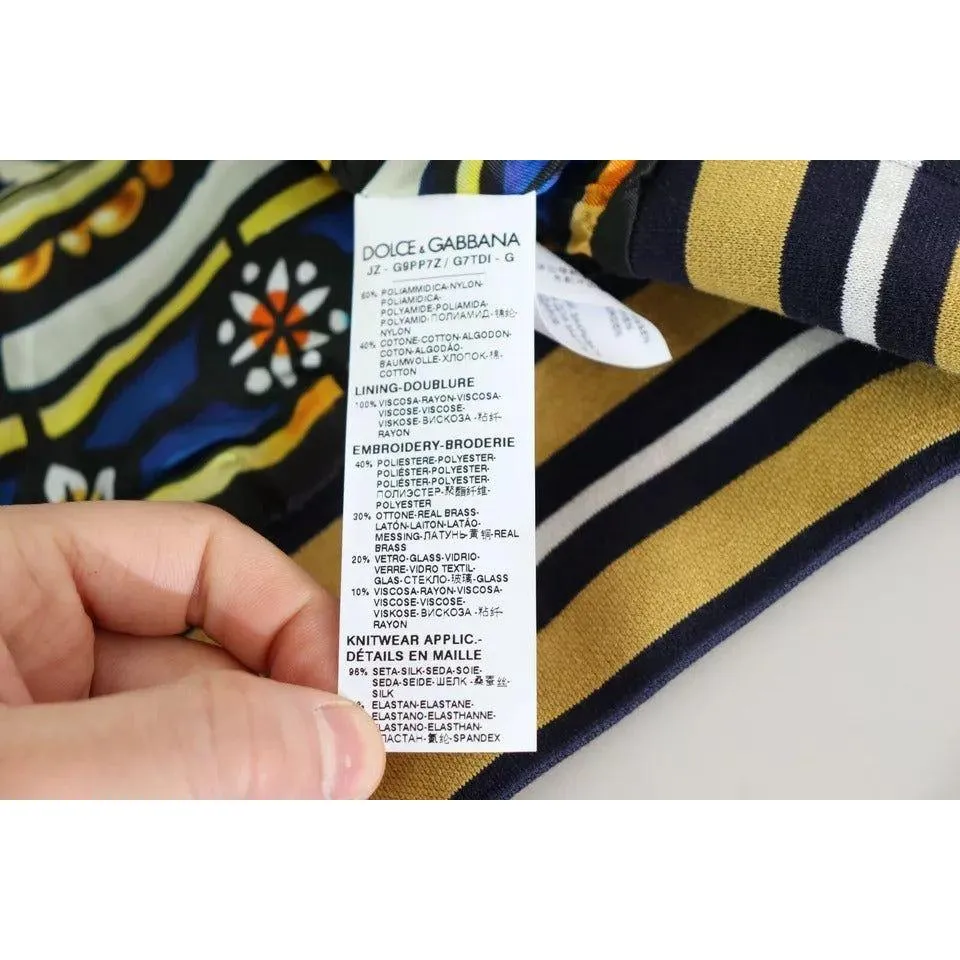 DOLCE & GABBANA
JZ - G9PP7Z / G7TDI - G
60% POLIAMMIDICA-NYLON-
POLIAMIDICA-
POLYAMIDE-POLIAMIDA-
POLYAMID-ПОЛИАМИД-锦纶-
NYLON
40% COTONE-COTTON-ALGODON-
COTON-ALGODÃO-
BAUMWOLLE-ХЛОПОК-棉-
COTTON
LINING-DOUBLURE
100% VISCOSA-RAYON-VISCOSA-
VISCOSE-VISCOSE-
VISKOSE-ВИСКОЗА -粘纤-
RAYON
EMBROIDERY-BRODERIE
40% POLIESTERE-POLYESTER-
POLIÉSTER-POLYESTER-
POLIÉSTER-POLYESTER-
ПОЛИЭСТЕР-聚酯纤维-
POLYESTER
30% OTTONE-REAL BRASS-
LATÓN-LAITON-LATÃO-
MESSING-ЛАТУНЬ-黄铜-REAL
BRASS
20% VETRO-GLASS-VIDRIO-
VERRE-VIDRO TEXTIL-
GLAS-СТЕКЛО-玻璃-GLASS
10% VISCOSA-RAYON-VISCOSA-
VISCOSE-VISCOSE-
VISKOSE-ВИСКОЗА -粘纤-
RAYON
KNITWEAR APPLIC.-
DÉTAILS EN MAILLE
96% SETA-SILK-SEDA-SOIE-
SEDA-SEIDE-ШЕЛК -桑蚕丝-
SILK
% ELASTAN-ELASTANE-
ELASTANO-ELASTHANNE-
LASTANO-ELASTHAN-
ЛАСТАН-氨纶-SPANDEX